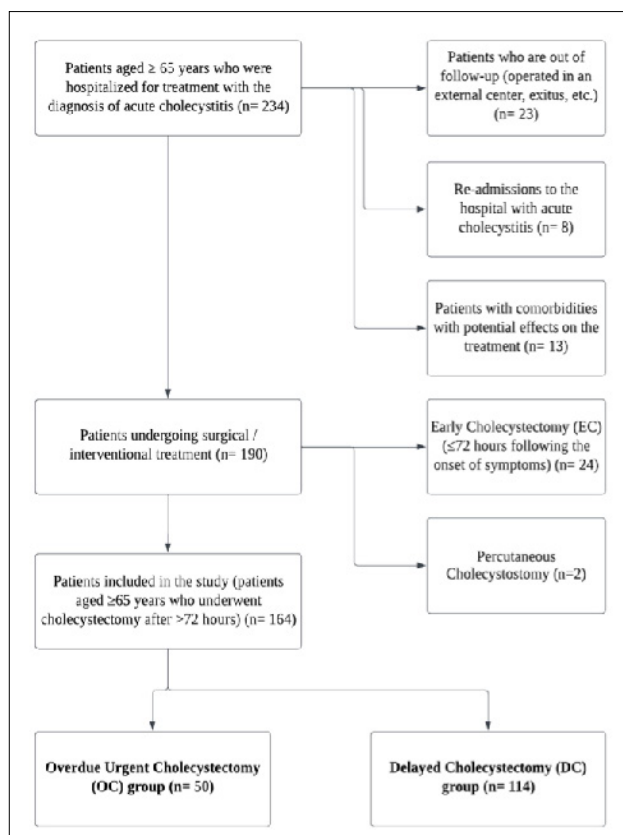 Patients aged ≥ 65 years who were
hospitalized for treatment with the
diagnosis of acute cholecystitis (n= 234)
Patients who are out of
follow-up (operated in an
external center, exitus, etc.)
(n= 23)
Re-admissions to the
hospital with acute
cholecystitis (n= 8)
Patients with comorbidities
with potential effects on the
treatment (n= 13)
Patients undergoing surgical /
interventional treatment (n= 190)
Early Cholecystectomy (EC)
(≤72 hours following the
onset of symptoms) (n= 24)
Percutaneous
Cholecystostomy (n=2)
Patients included in the study (patients
aged ≥65 years who underwent
cholecystectomy after >72 hours) (n= 164)
Overdue Urgent Cholecystectomy
(OC) group (n= 50)
Delayed Cholecystectomy (DC)
group (n= 114)